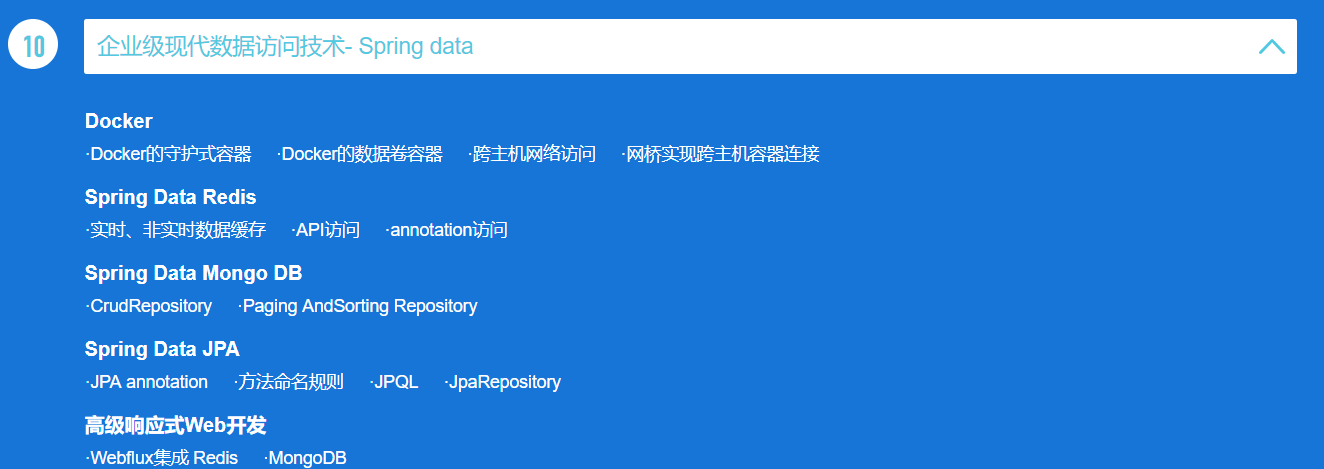 10
企业级现代数据访问技术- Spring data
Docker
·Docker的守护式容器 ·Docker的数据卷容器 ·跨主机网络访问 ·网桥实现跨主机容器连接
Spring Data Redis
·实时、非实时数据缓存 ·API访问 ·annotation访问
Spring Data Mongo DB
·CrudRepository ·Paging AndSorting Repository
Spring Data JPA
·JPA annotation ·方法命名规则 ·JPQL ·JpaRepository
高级响应式Web开发
·Webflux集成 Redis ·MongoDB